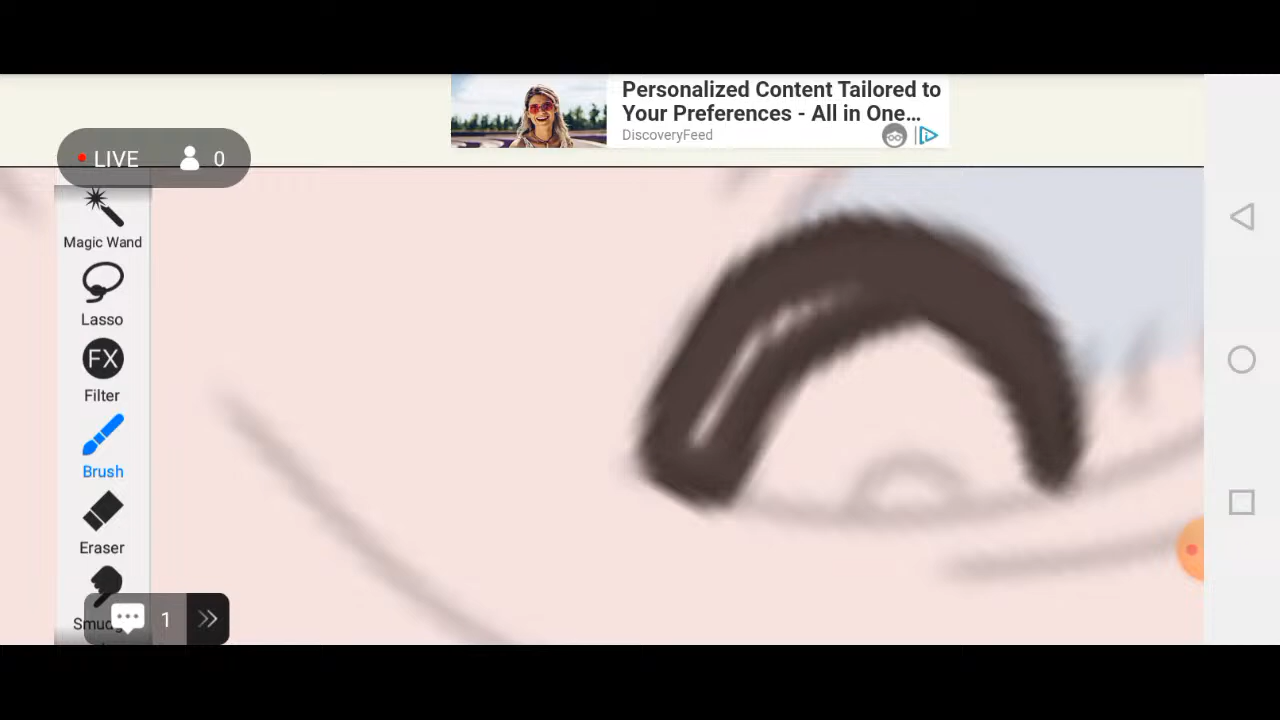 Personalized Content Tailored to
Your Preferences - All in One...
DiscoveryFeed
LIVE 0
Magic Wand
Lasso
FX
Filter
Brush
Eraser
1